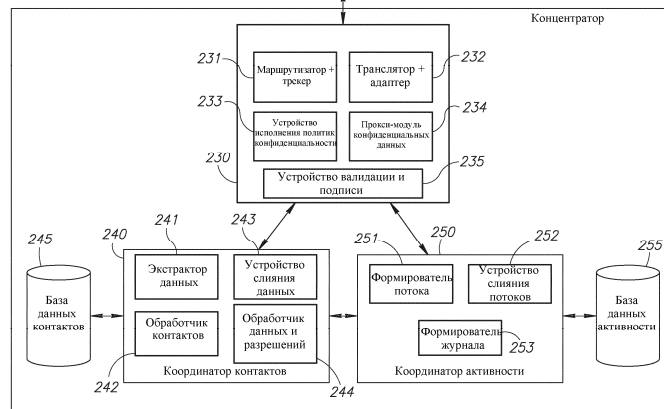 Концентратор
231
Маршрутизатор +
трекер
Транслятор +
адаптер
232
233
Устройство
исполнения политик
конфиденциальности
Прокси-модуль
конфиденциальных
данных
234
230
Устройство валидации и
подписи
235
245
База
данных
контактов
240
241
Экстрактор
данных
243
Устройство
слияния
данных
Обработчик
контактов
242
Обработчик
данных и
разрешений
244
Координатор контактов
250
251
Формирователь
потока
252
Устройство
слияния
потоков
Формирователь
журнала
253
Координатор активности
255
База
данных
активности